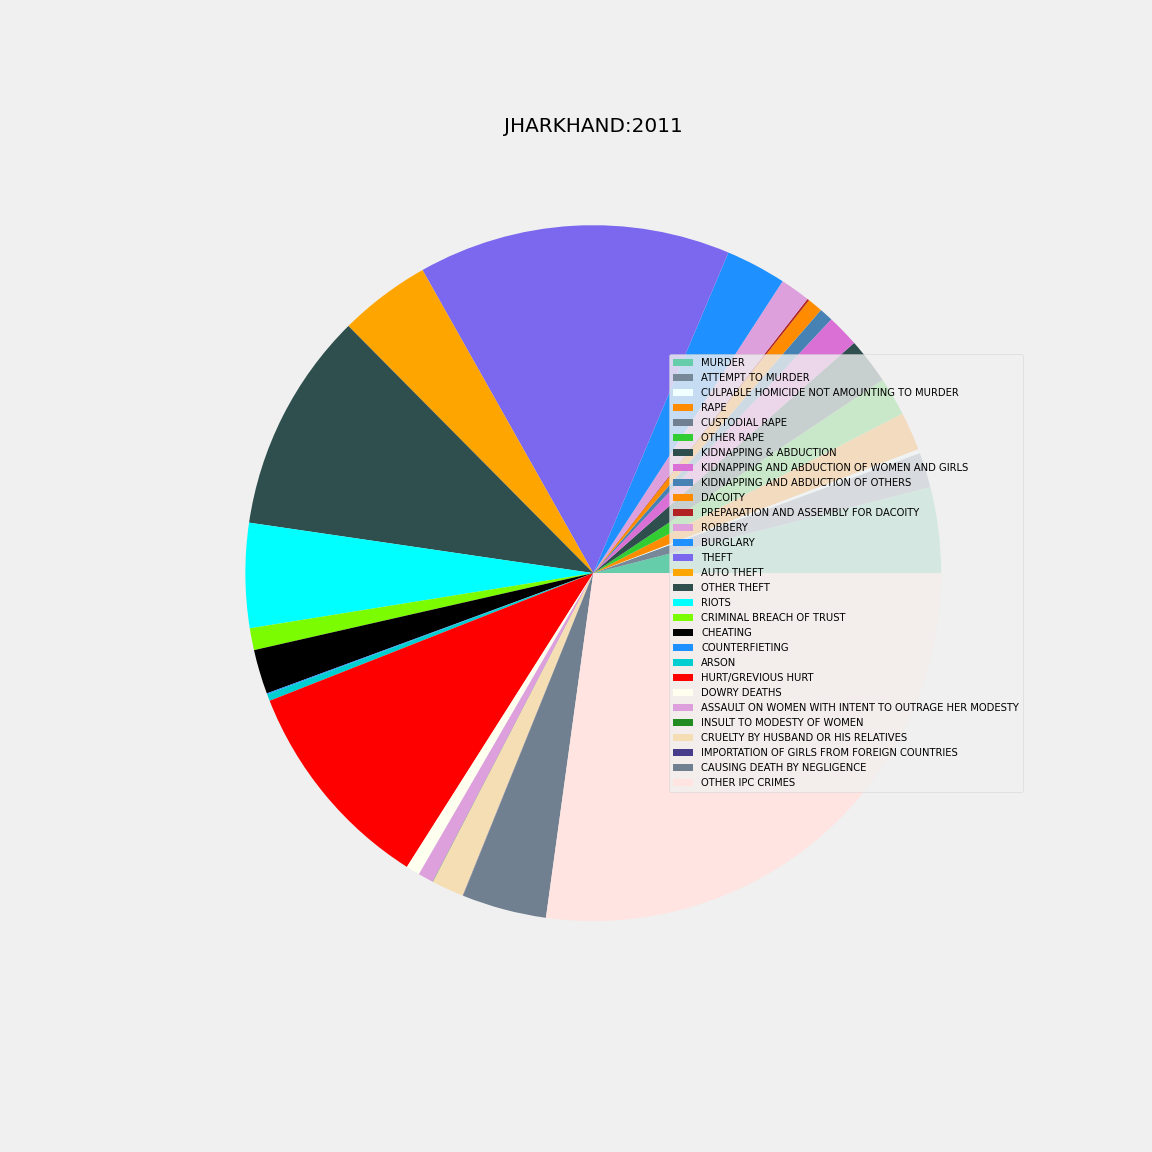 JHARKHAND:2011
MURDER
ATTEMPT TO MURDER
CULPABLE HOMICIDE NOT AMOUNTING TO MURDER
RAPE
CUSTODIAL RAPE
OTHER RAPE
KIDNAPPING & ABDUCTION
KIDNAPPING AND ABDUCTION OF WOMEN AND GIRLS
KIDNAPPING AND ABDUCTION OF OTHERS
DACOITY
PREPARATION AND ASSEMBLY FOR DACOITY
ROBBERY
BURGLARY
THEFT
AUTO THEFT
OTHER THEFT
RIOTS
CRIMINAL BREACH OF TRUST
CHEATING
COUNTERFIETING
ARSON
HURT/GREVIOUS HURT
DOWRY DEATHS
ASSAULT ON WOMEN WITH INTENT TO OUTRAGE HER MODESTY
INSULT TO MODESTY OF WOMEN
CRUELTY BY HUSBAND OR HIS RELATIVES
IMPORTATION OF GIRLS FROM FOREIGN COUNTRIES
CAUSING DEATH BY NEGLIGENCE
OTHER IPC CRIMES